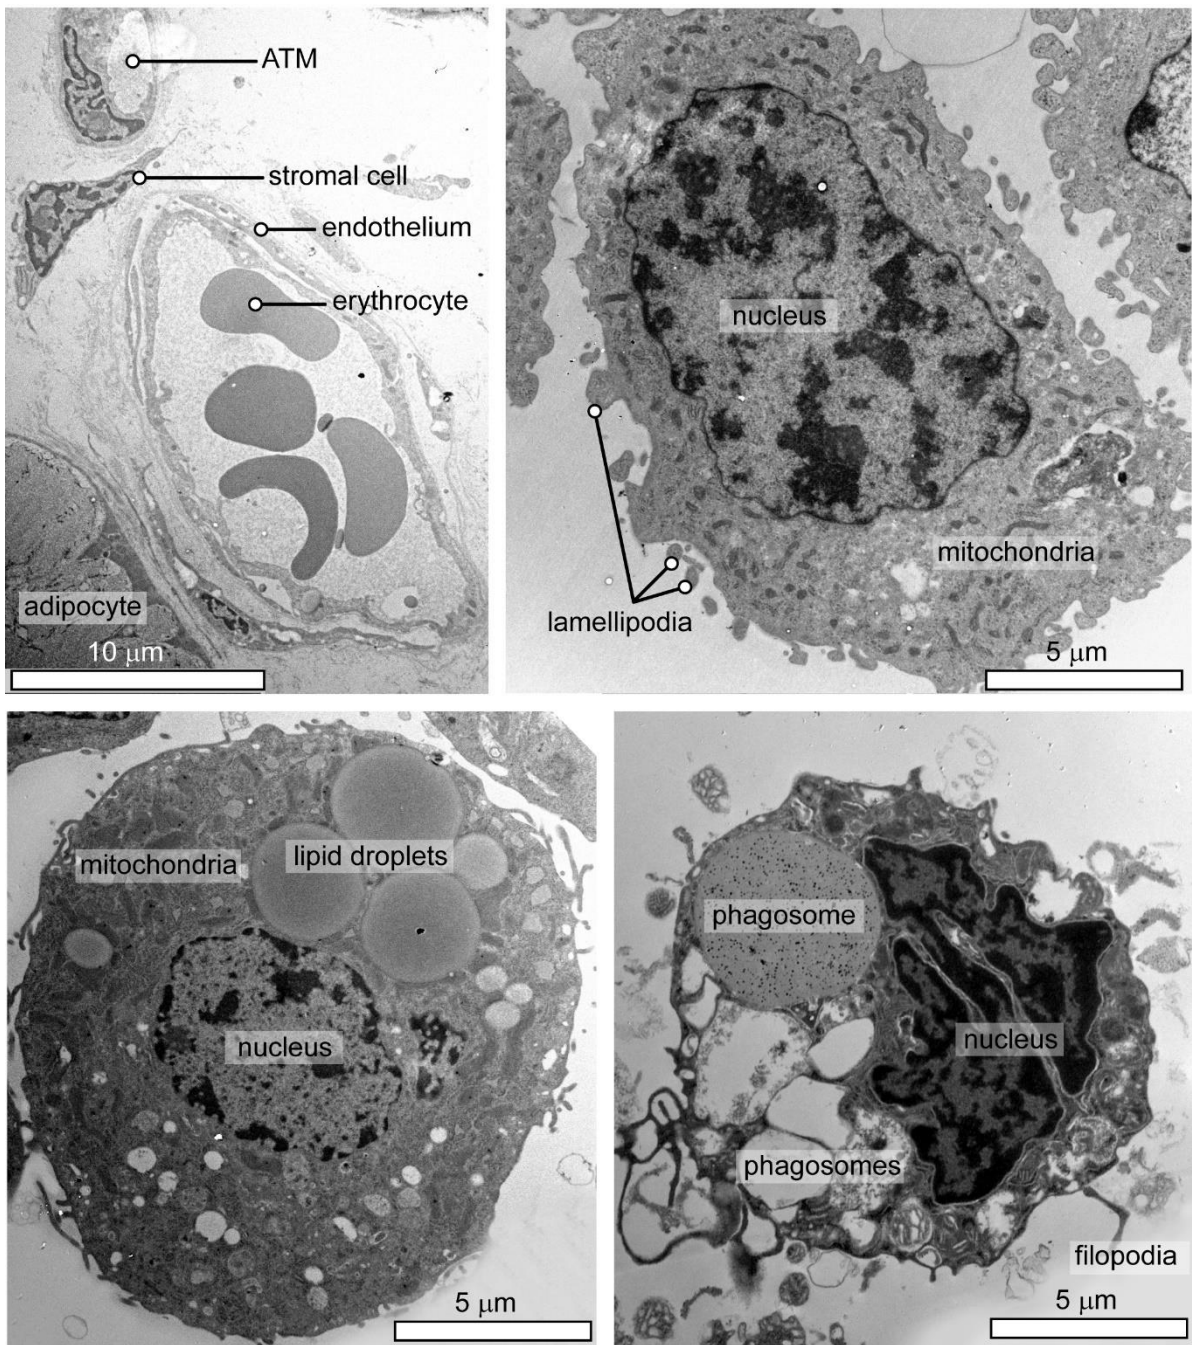 ATM
stromal cell
endothelium
erythrocyte
adipocyte
10 μm
nucleus
mitochondria
lamellipodia
5 μm
lipid droplets
mitochondria
nucleus
5 μm
phagosome
nucleus
phagosomes
filopodia
5 μm